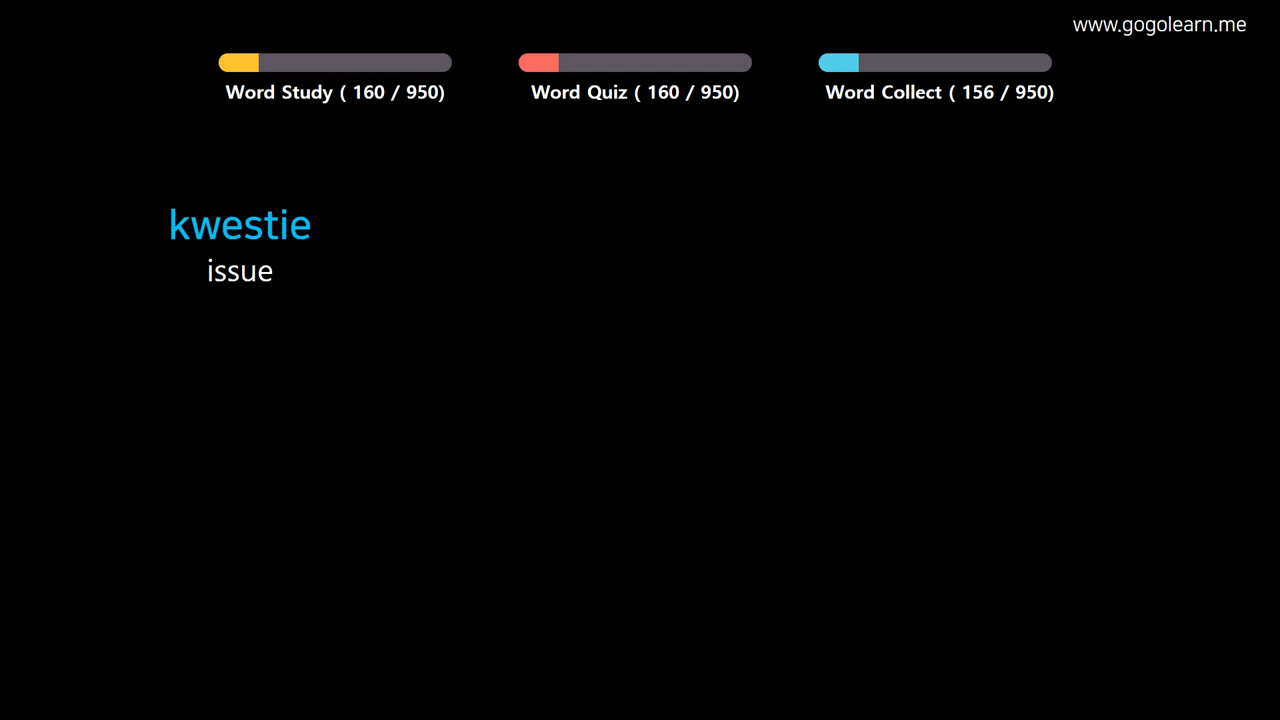 www.gogolearn.me
Word Study ( 160 / 950)
Word Quiz ( 160 / 950)
Word Collect ( 156 / 950)
kwestie
issue